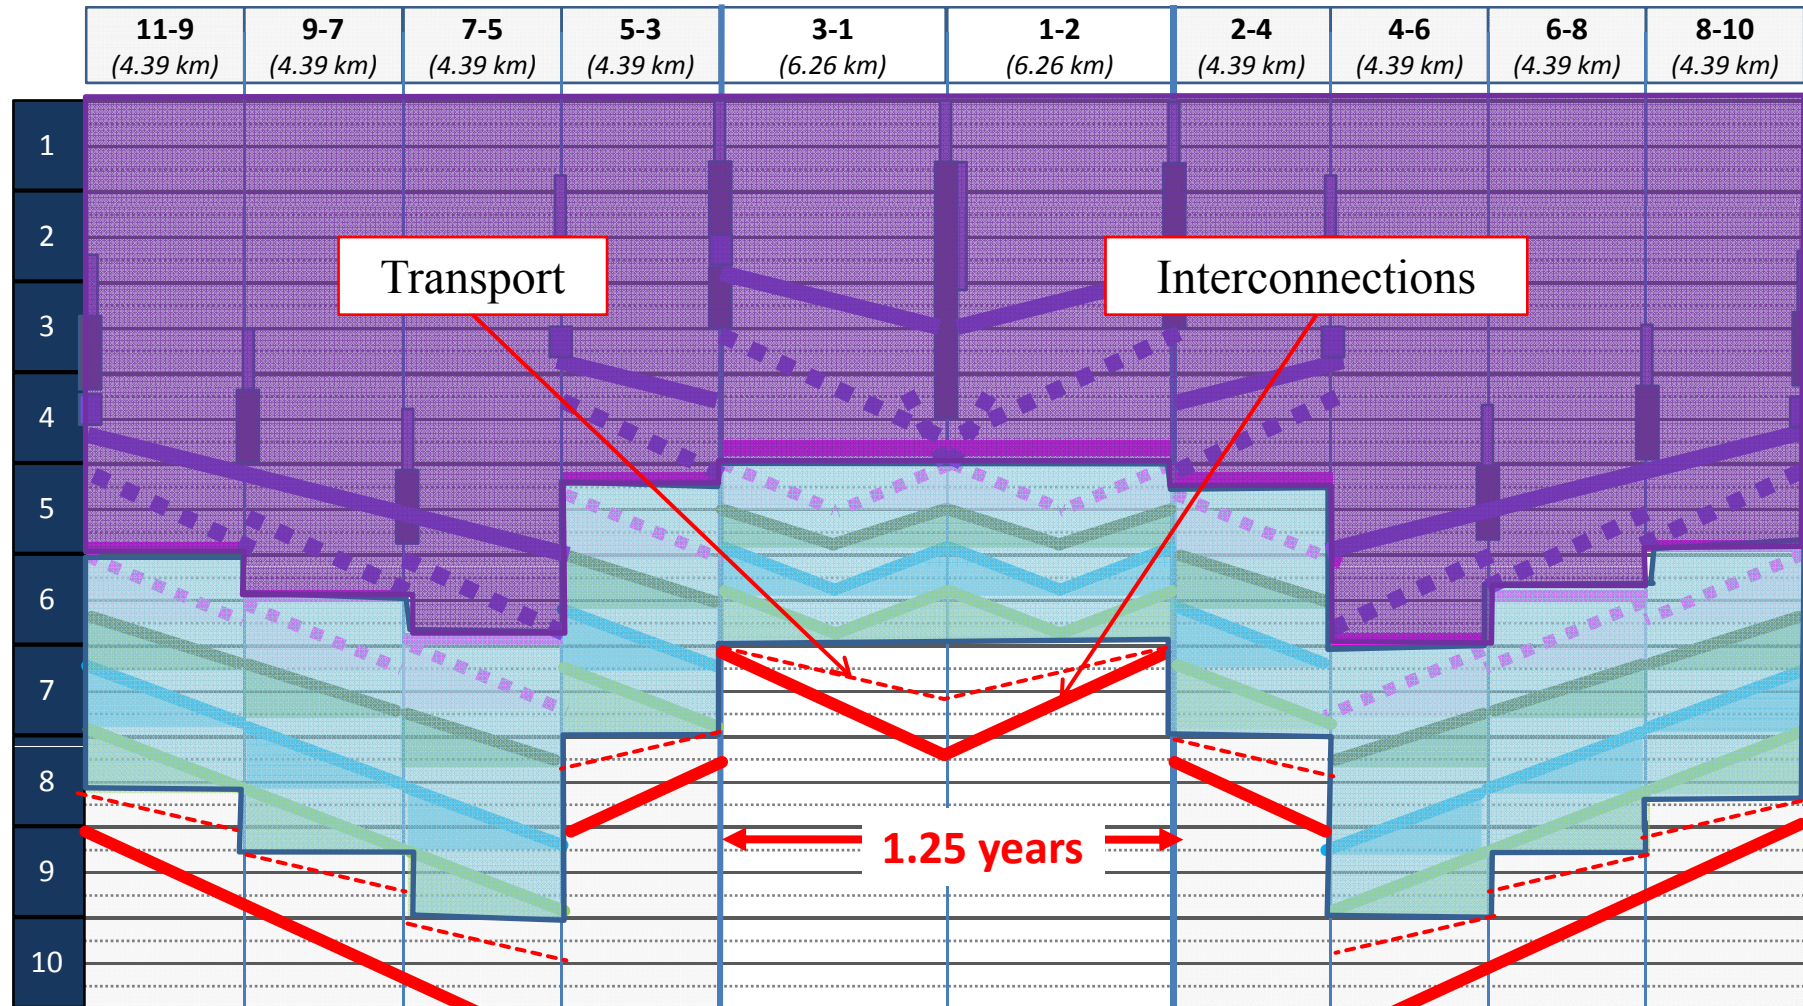 11-9 9-7 7-5 5-3 3-1 1-2 2-4 4-6 6-8 8-10
(4.39 km) (4.39 km) (4.39 km) (4.39 km) (6.26 km) (6.26 km) (4.39 km) (4.39 km) (4.39 km) (4.39 km)
1
2
Transport Interconnections
3
4
5
6
7
8
1.25 years
9
10